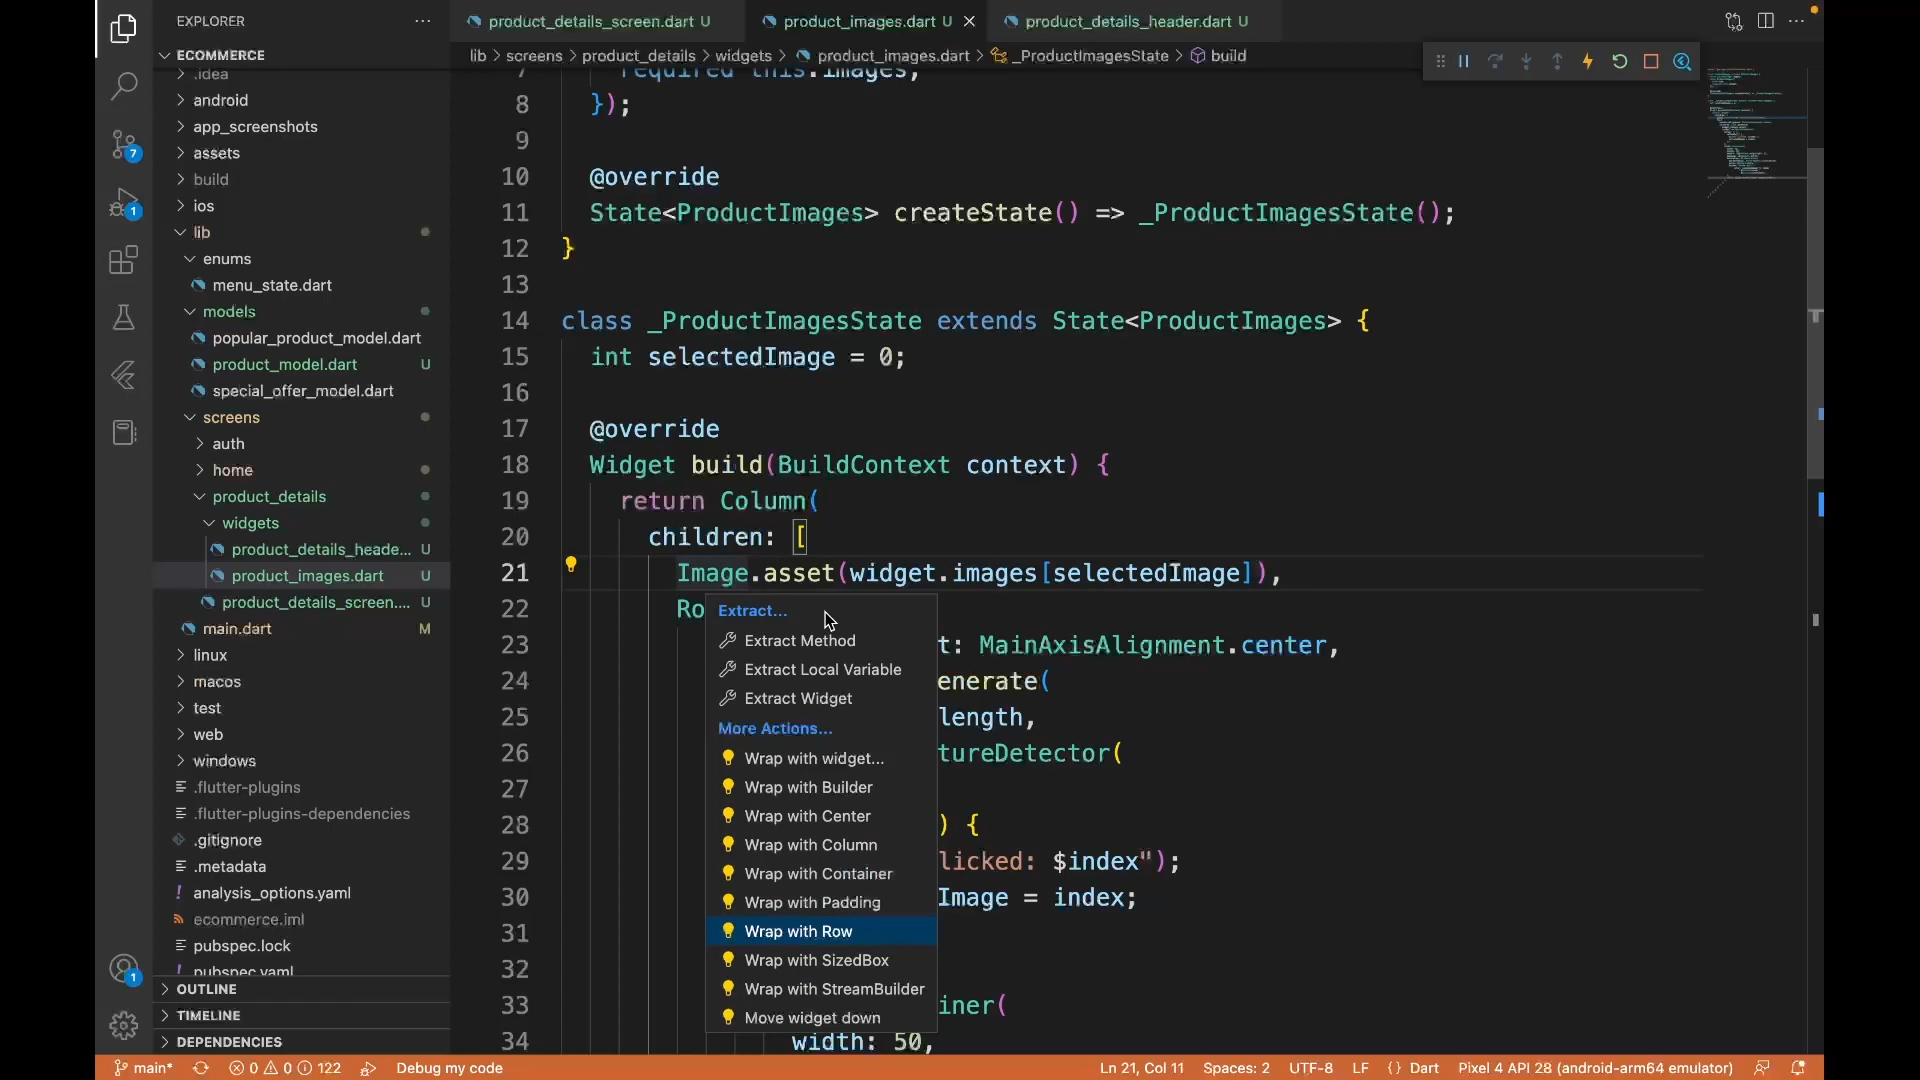 EXPLORER
ECOMMERCE
.idea
android
app_screenshots
assets
build
ios
lib
enums
menu_state.dart
models
popular_product_model.dart
product_model.dart U
special_offer_model.dart
screens
auth
home
product_details
widgets
product_details_heade... U
product_images.dart U
product_details_screen.... U
main.dart M
linux
macos
test
web
windows
.flutter-plugins
.flutter-plugins-dependencies
.gitignore
.metadata
analysis_options.yaml
ecommerce.iml
pubspec.lock
pubspec.yaml
OUTLINE
TIMELINE
DEPENDENCIES
7
1
1
product_details_screen.dart U
product_images.dart U
product_details_header.dart U
lib > screens > product_details > widgets > product_images.dart > _ProductImagesState > build
7 required this.images,
8 });
9
10 @override
11 State<ProductImages> createState() => _ProductImagesState();
12 }
13
14 class _ProductImagesState extends State<ProductImages> {
15 int selectedImage = 0;
16
17 @override
18 Widget build(BuildContext context) {
19 return Column(
20 children: [
21 Image.asset(widget.images[selectedImage]),
22 Ro
23 t: MainAxisAlignment.center,
24 enerate(
25 length,
26 tureDetector(
27
28 ) {
29 licked: $index");
30 Image = index;
31
32
33 iner(
34 width: 50,
Extract...
Extract Method
Extract Local Variable
Extract Widget
More Actions...
Wrap with widget...
Wrap with Builder
Wrap with Center
Wrap with Column
Wrap with Container
Wrap with Padding
Wrap with Row
Wrap with SizedBox
Wrap with StreamBuilder
Move widget down
main* 0 0 122 Debug my code Ln 21, Col 11 Spaces: 2 UTF-8 LF {} Dart Pixel 4 API 28 (android-arm64 emulator)